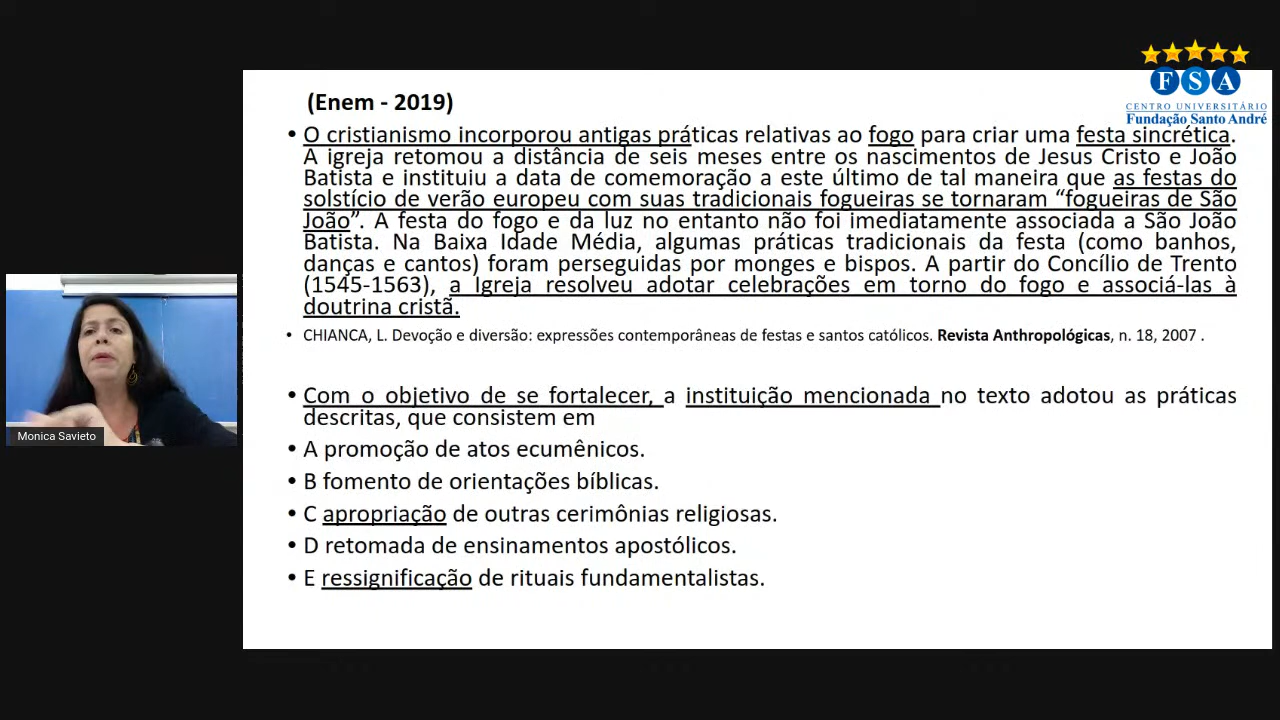 F S A
CENTRO UNIVERSITÁRIO
Fundação Santo André
(Enem - 2019)
• O cristianismo incorporou antigas práticas relativas ao fogo para criar uma festa sincrética.
A igreja retomou a distância de seis meses entre os nascimentos de Jesus Cristo e João
Batista e instituiu a data de comemoração a este último de tal maneira que as festas do
solstício de verão europeu com suas tradicionais fogueiras se tornaram “fogueiras de São
João”. A festa do fogo e da luz no entanto não foi imediatamente associada a São João
Batista. Na Baixa Idade Média, algumas práticas tradicionais da festa (como banhos,
danças e cantos) foram perseguidas por monges e bispos. A partir do Concílio de Trento
(1545-1563), a Igreja resolveu adotar celebrações em torno do fogo e associá-las à
doutrina cristã.
• CHIANCA, L. Devoção e diversão: expressões contemporâneas de festas e santos católicos. Revista Anthropológicas, n. 18, 2007 .
• Com o objetivo de se fortalecer, a instituição mencionada no texto adotou as práticas
descritas, que consistem em
• A promoção de atos ecumênicos.
• B fomento de orientações bíblicas.
• C apropriação de outras cerimônias religiosas.
• D retomada de ensinamentos apostólicos.
• E ressignificação de rituais fundamentalistas.
Monica Savieto